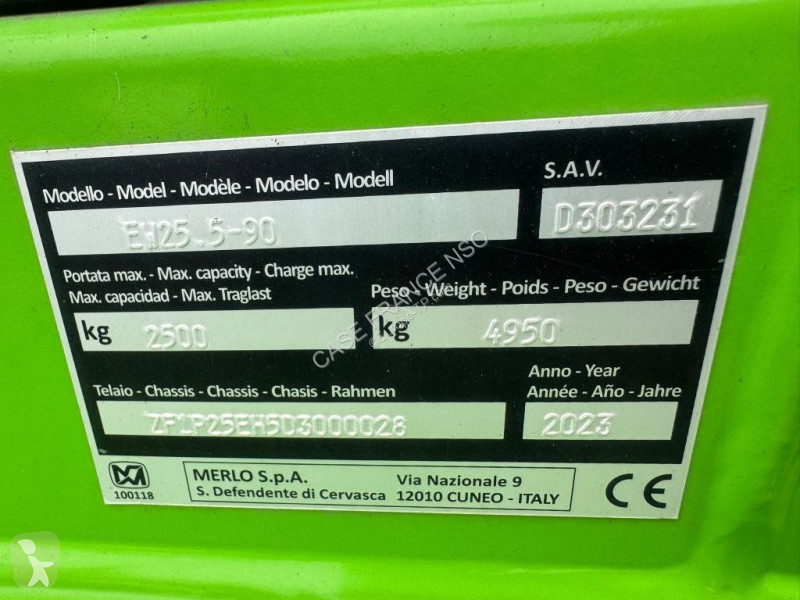 Modello - Model - Modèle - Modelo - Modell
S.A.V.
EW25.5-90
D303231
Portata max. - Max. capacity - Charge max.
Max. capacidad - Max. Traglast
Peso - Weight - Poids - Peso - Gewicht
kg 2500
kg 4950
Telaio - Chassis - Chassis - Chasis - Rahmen
Anno - Year
Année - Año - Jahre
ZF1P25EH5D3000028
2023
100118
MERLO S.p.A.
S. Defendente di Cervasca
Via Nazionale 9
12010 CUNEO - ITALY
CE
CASE FRANCE NSO